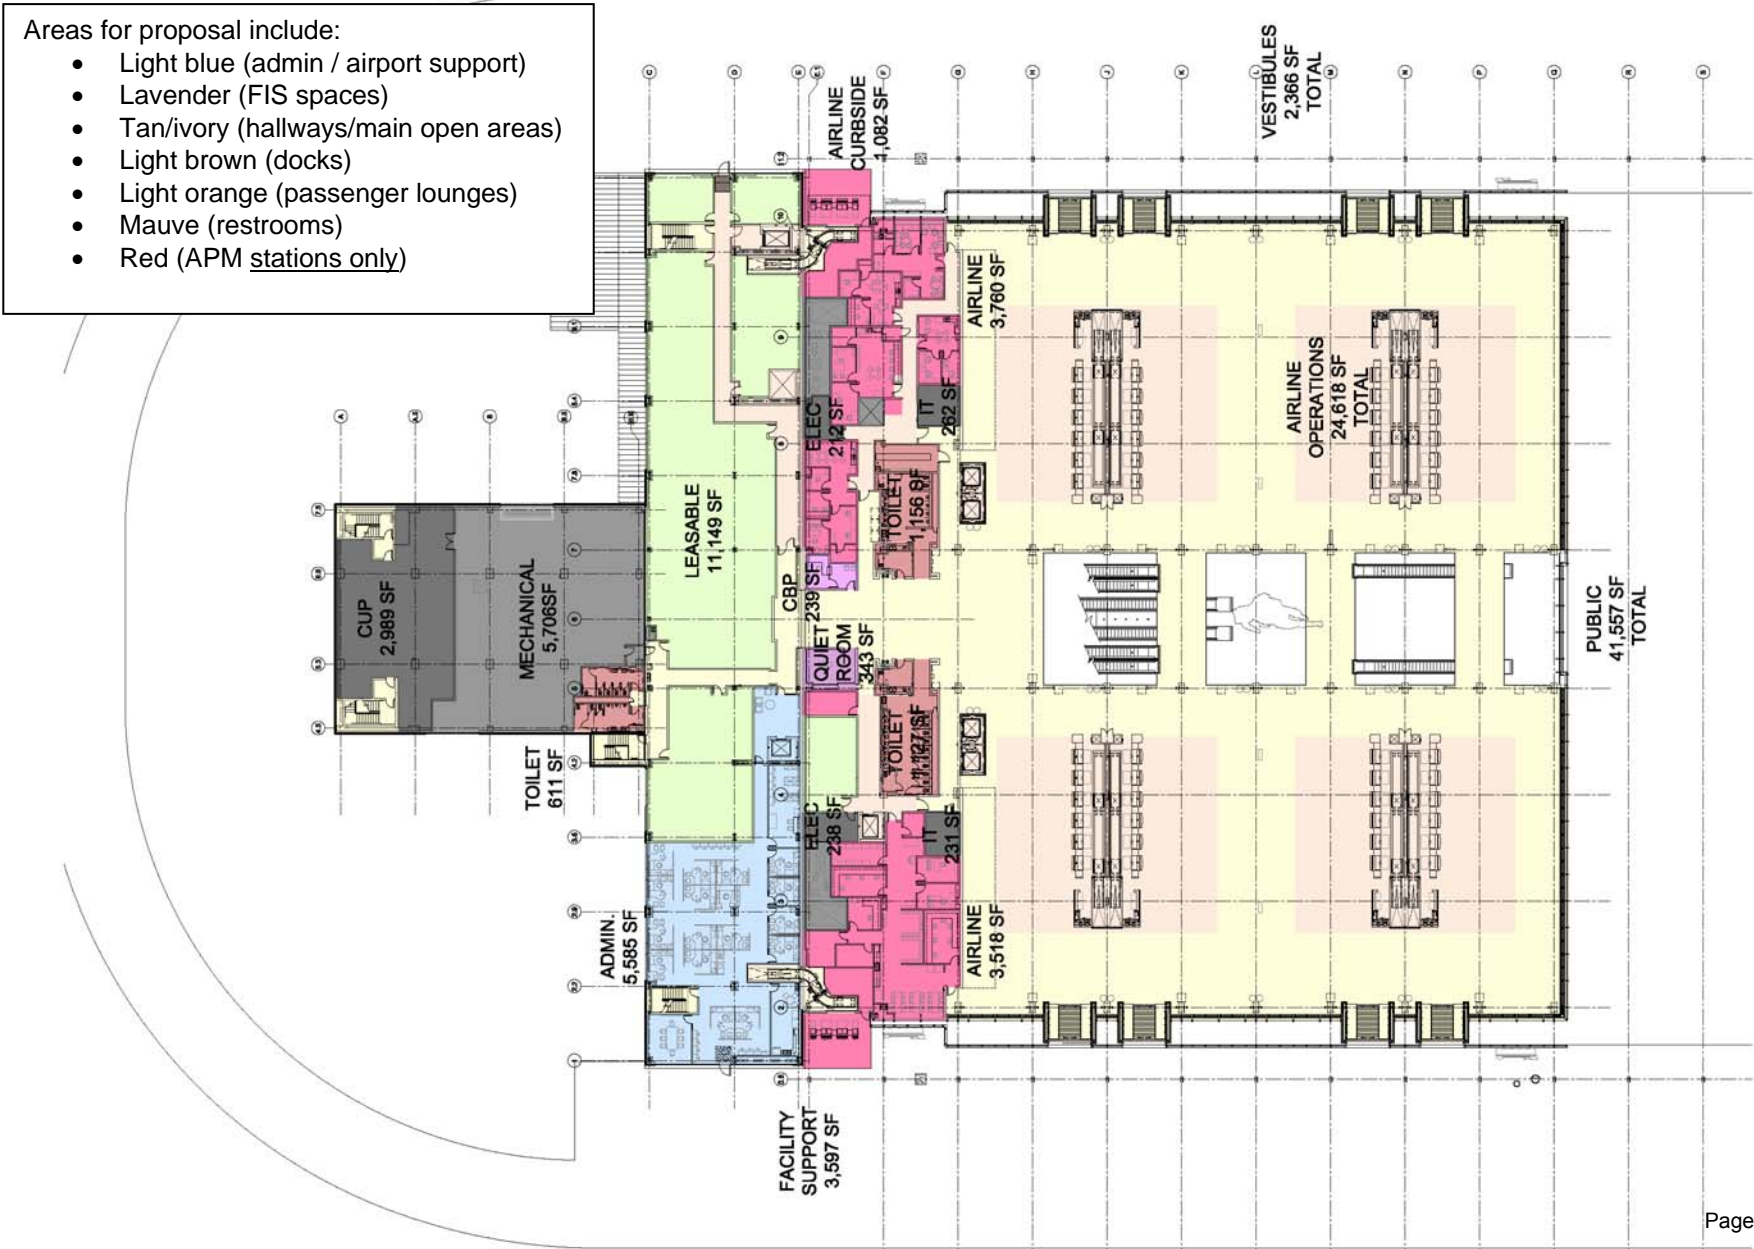 Areas for proposal include:
• Light blue (admin / airport support)
• Lavender (FIS spaces)
• Tan/ivory (hallways/main open areas)
• Light brown (docks)
• Light orange (passenger lounges)
• Mauve (restrooms)
• Red (APM stations only)
AIRLINE
CURBSIDE
1,082 SF
VESTIBULES
2,366 SF
TOTAL
AIRLINE
3,760 SF
AIRLINE
OPERATIONS
24,618 SF
TOTAL
ELEC
212 SF
IT
262 SF
LEASABLE
11,149 SF
TOILET
1,156 SF
CUP
2,989 SF
MECHANICAL
5,706SF
CBP
239 SF
QUIET
ROOM
343 SF
PUBLIC
41,557 SF
TOTAL
TOILET
611 SF
TOILET
1,127 SF
ELEC
238 SF
IT
231 SF
ADMIN.
5,585 SF
AIRLINE
3,518 SF
FACILITY
SUPPORT
3,597 SF
Page